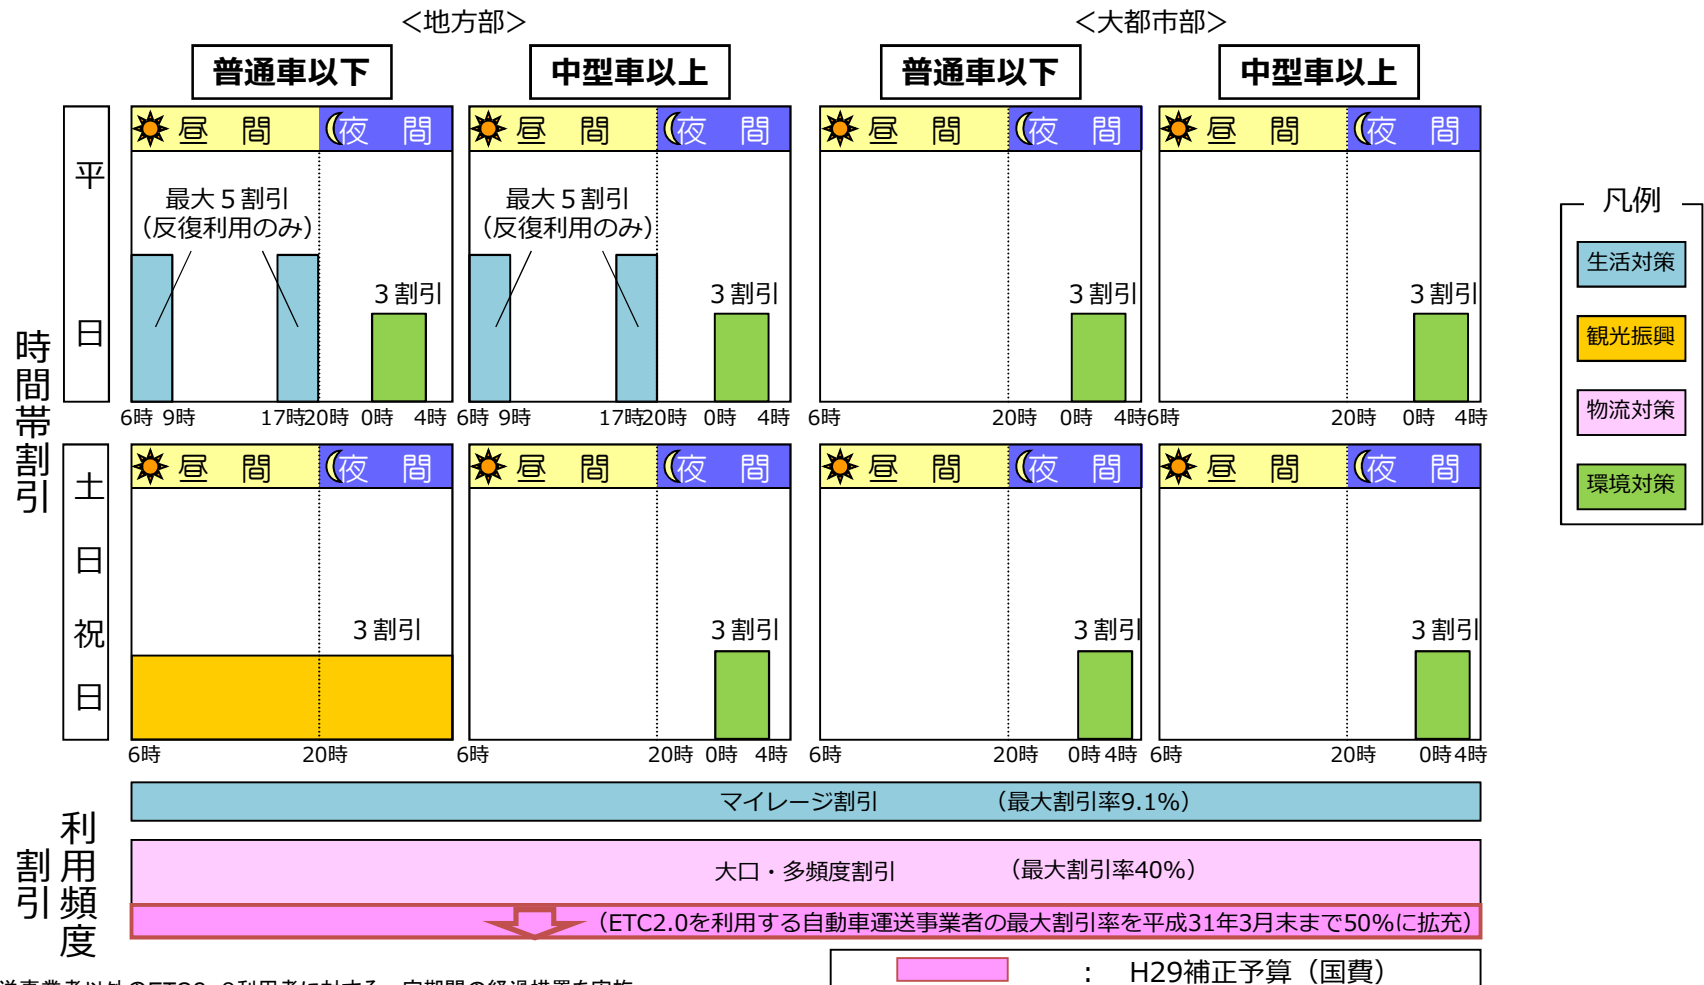 ＜地方部＞
＜大都市部＞
普通車以下
中型車以上
普通車以下
中型車以上
時間帯割引
平日
昼間 夜間
昼間 夜間
昼間 夜間
昼間 夜間
最大５割引
（反復利用のみ）
３割引
最大５割引
（反復利用のみ）
３割引
３割引
３割引
6時 9時 17時20時 0時 4時
6時 9時 17時20時 0時 4時
6時 20時 0時 4時
6時 20時 0時 4時
土日祝日
昼間 夜間
昼間 夜間
昼間 夜間
昼間 夜間
３割引
３割引
３割引
３割引
6時 20時
6時 20時 0時 4時
6時 20時 0時4時
6時 20時 0時4時
凡例
生活対策
観光振興
物流対策
環境対策
利用頻度
割引
マイレージ割引 （最大割引率9.1%）
大口・多頻度割引 （最大割引率40%）
（ETC2.0を利用する自動車運送事業者の最大割引率を平成31年3月末まで50%に拡充）
： H29補正予算（国費）